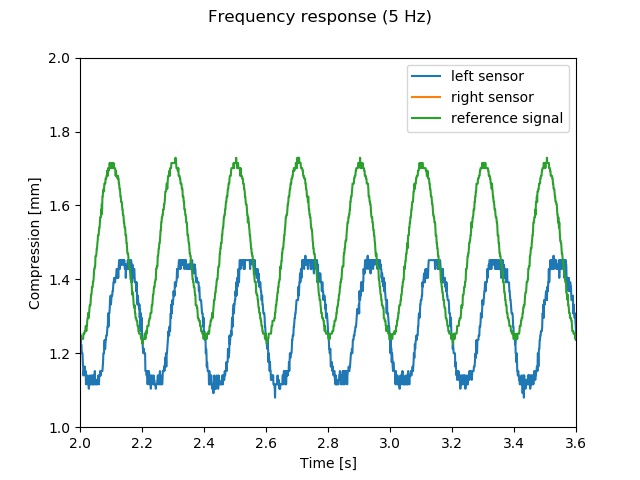 Frequency response (5 Hz)
left sensor
right sensor
reference signal
Compression [mm]
2.0
1.8
1.6
1.4
1.2
1.0
2.0 2.2 2.4 2.6 2.8 3.0 3.2 3.4 3.6
Time [s]